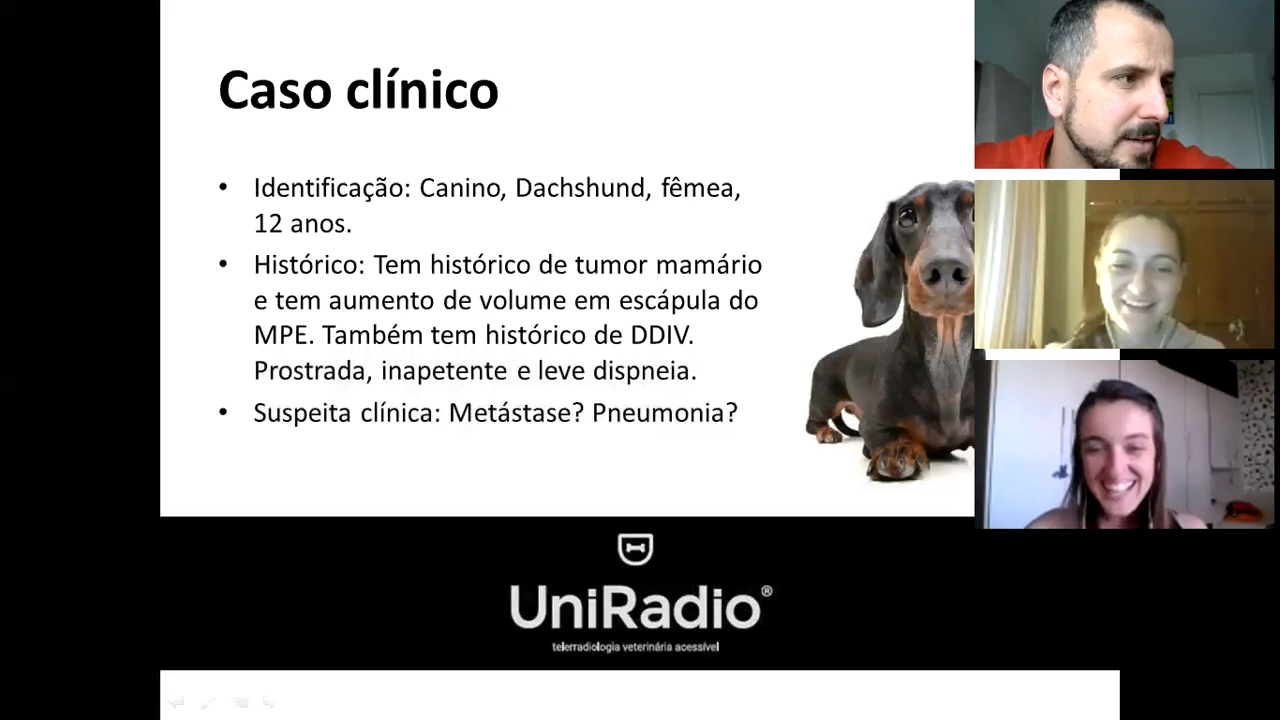 Caso clínico
• Identificação: Canino, Dachshund, fêmea,
12 anos.
• Histórico: Tem histórico de tumor mamário
e tem aumento de volume em escápula do
MPE. Também tem histórico de DDIV.
Prostrada, inapetente e leve dispneia.
• Suspeita clínica: Metástase? Pneumonia?
UniRadio®
telerradiologia veterinária acessível